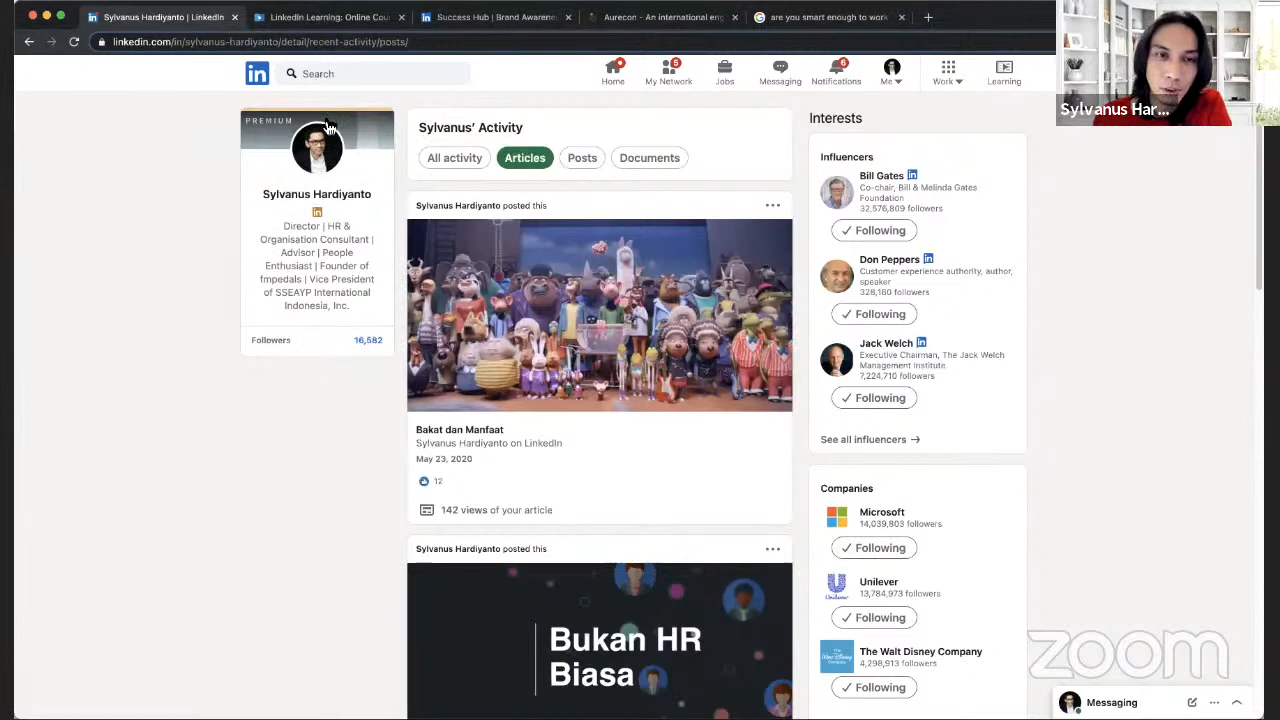 Sylvanus Hardiyanto | LinkedIn
LinkedIn Learning: Online Cou
Success Hub | Brand Awarene
Aurecon - An international eng
are you smart enough to work
linkedin.com/in/sylvanus-hardiyanto/detail/recent-activity/posts/
Sylvanus Har...
in
Search
5
6
Home
My Network
Jobs
Messaging
Notifications
Me
Work
Learning
PREMIUM
Sylvanus Hardiyanto
in
Director | HR &
Organisation Consultant |
Advisor | People
Enthusiast | Founder of
fmpedals | Vice President
of SSEAYP International
Indonesia, Inc.
Followers 16,582
Sylvanus' Activity
All activity
Articles
Posts
Documents
Sylvanus Hardiyanto posted this
Bakat dan Manfaat
Sylvanus Hardiyanto on LinkedIn
May 23, 2020
12
142 views of your article
Sylvanus Hardiyanto posted this
Bukan HR
Biasa
Interests
Influencers
Bill Gates in
Co-chair, Bill & Melinda Gates
Foundation
32,576,809 followers
Following
Don Peppers in
Customer experience authority, author,
speaker
328,160 followers
Following
Jack Welch in
Executive Chairman, The Jack Welch
Management Institute
7,224,710 followers
Following
See all influencers →
Companies
Microsoft
14,039,803 followers
Following
Unilever
13,784,973 followers
Following
The Walt Disney Company
4,298,913 followers
Following
zoom
Messaging